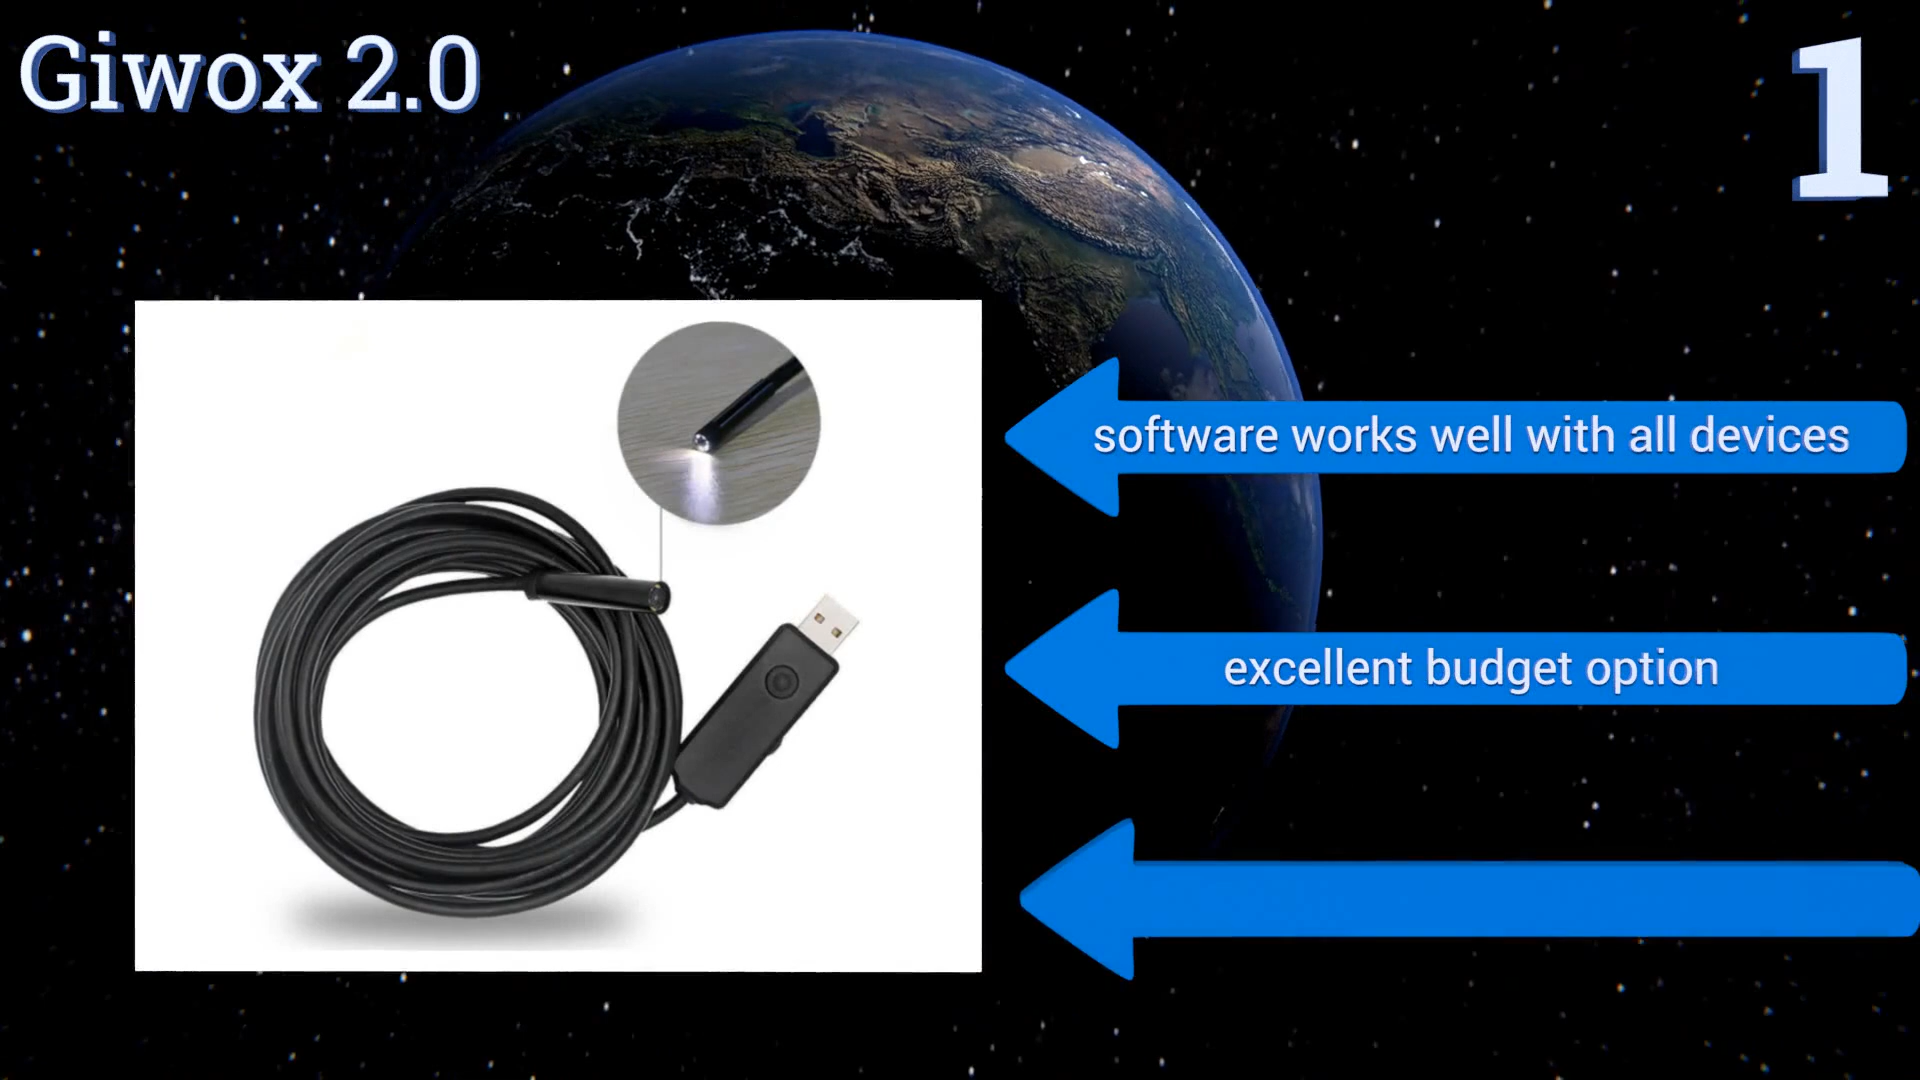 Giwox 2.0
1
software works well with all devices
excellent budget option